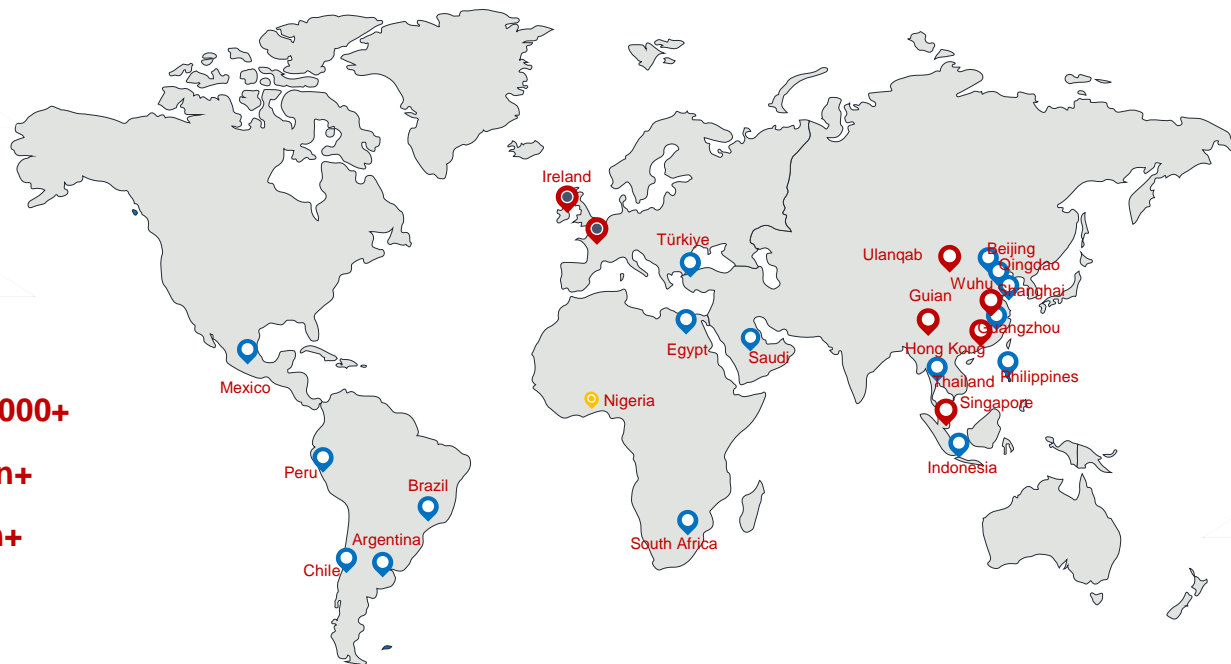 Ireland
Türkiye
Ulanqab
Beijing
Qingdao
Wuhu
Shanghai
Guian
Guangzhou
Egypt
Saudi
Hong Kong
Mexico
Thailand
Philippines
Nigeria
Singapore
000+
Peru
n+
Brazil
Indonesia
+
Argentina
South Africa
Chile